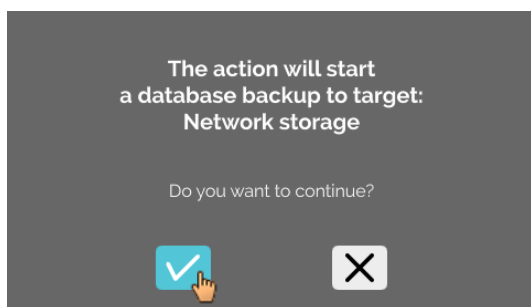 The action will start
a database backup to target:
Network storage
Do you want to continue?